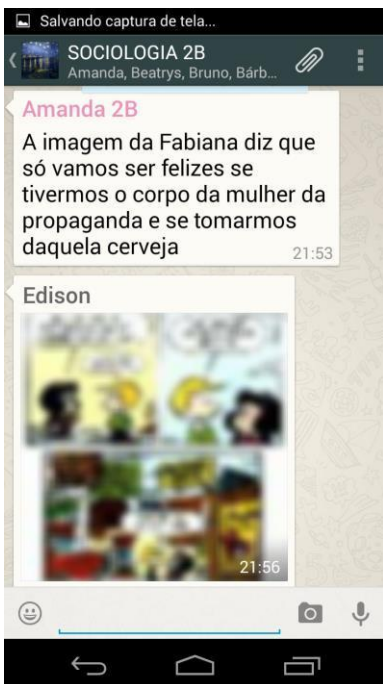 Salvando captura de tela...
SOCIOLOGIA 2B
Amanda, Beatrys, Bruno, Bárb...
Amanda 2B
A imagem da Fabiana diz que
só vamos ser felizes se
tivermos o corpo da mulher da
propaganda e se tomarmos
daquela cerveja
21:53
Edison
21:56